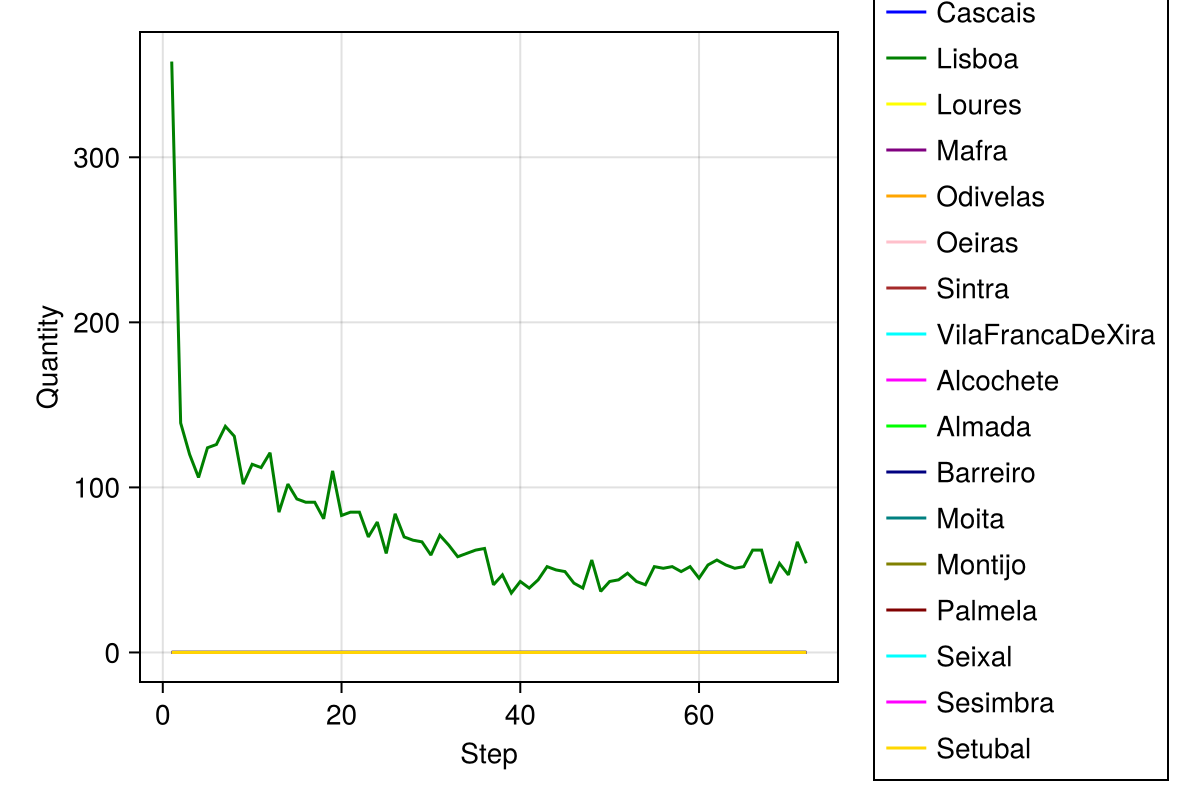 300
200
100
0
Quantity
0 20 40 60
Step
Cascais
Lisboa
Loures
Mafra
Odivelas
Oeiras
Sintra
VilaFrancaDeXira
Alcochete
Almada
Barreiro
Moita
Montijo
Palmela
Seixal
Sesimbra
Setubal